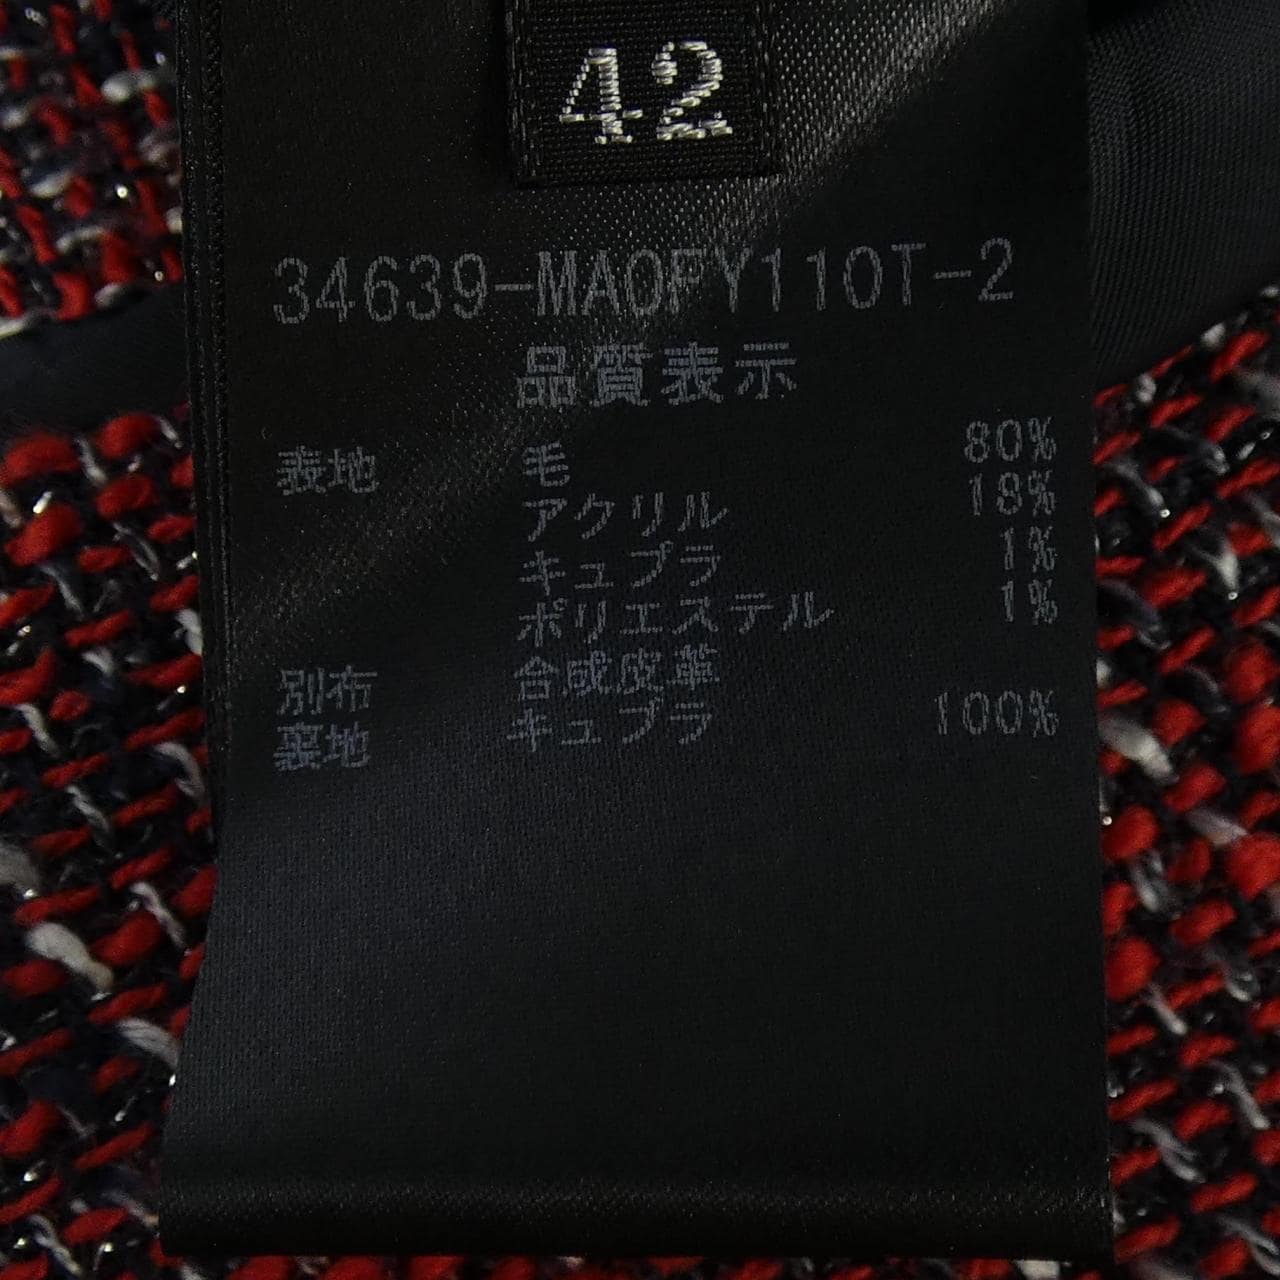 42
34639-MAOPY110T-2
品質表示
表地 毛 80%
アクリル 18%
キュプラ 1%
ポリエステル 1%
別布 合成皮革
裏地 キュプラ 100%